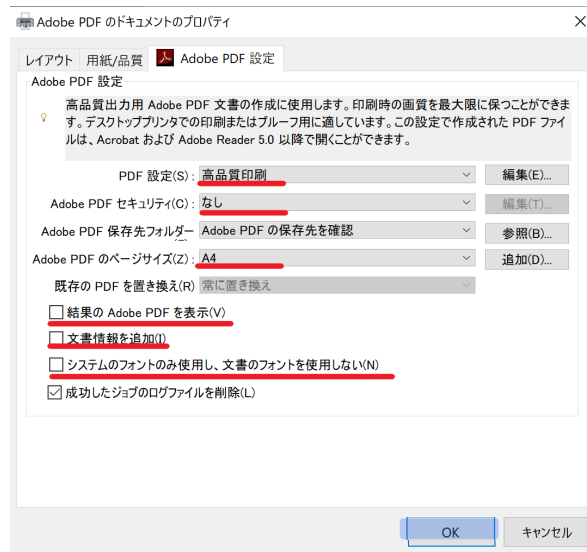 Adobe PDF のドキュメントのプロパティ
レイアウト 用紙/品質 Adobe PDF 設定
Adobe PDF 設定
高品質出力用 Adobe PDF 文書の作成に使用します。印刷時の画質を最大限に保つことができま
す。デスクトッププリンタでの印刷またはプルーフ用に適しています。この設定で作成された PDF ファイ
ルは、Acrobat および Adobe Reader 5.0 以降で開くことができます。
PDF 設定(S): 高品質印刷 編集(E)...
Adobe PDF セキュリティ(C): なし 編集(T)...
Adobe PDF 保存先フォルダー Adobe PDF の保存先を確認 参照(B)...
Adobe PDF のページサイズ(Z): A4 追加(D)...
既存の PDF を置き換え(R) 常に置き換え
結果の Adobe PDF を表示(V)
文書情報を追加(I)
システムのフォントのみ使用し、文書のフォントを使用しない(N)
成功したジョブのログファイルを削除(L)
OK キャンセル